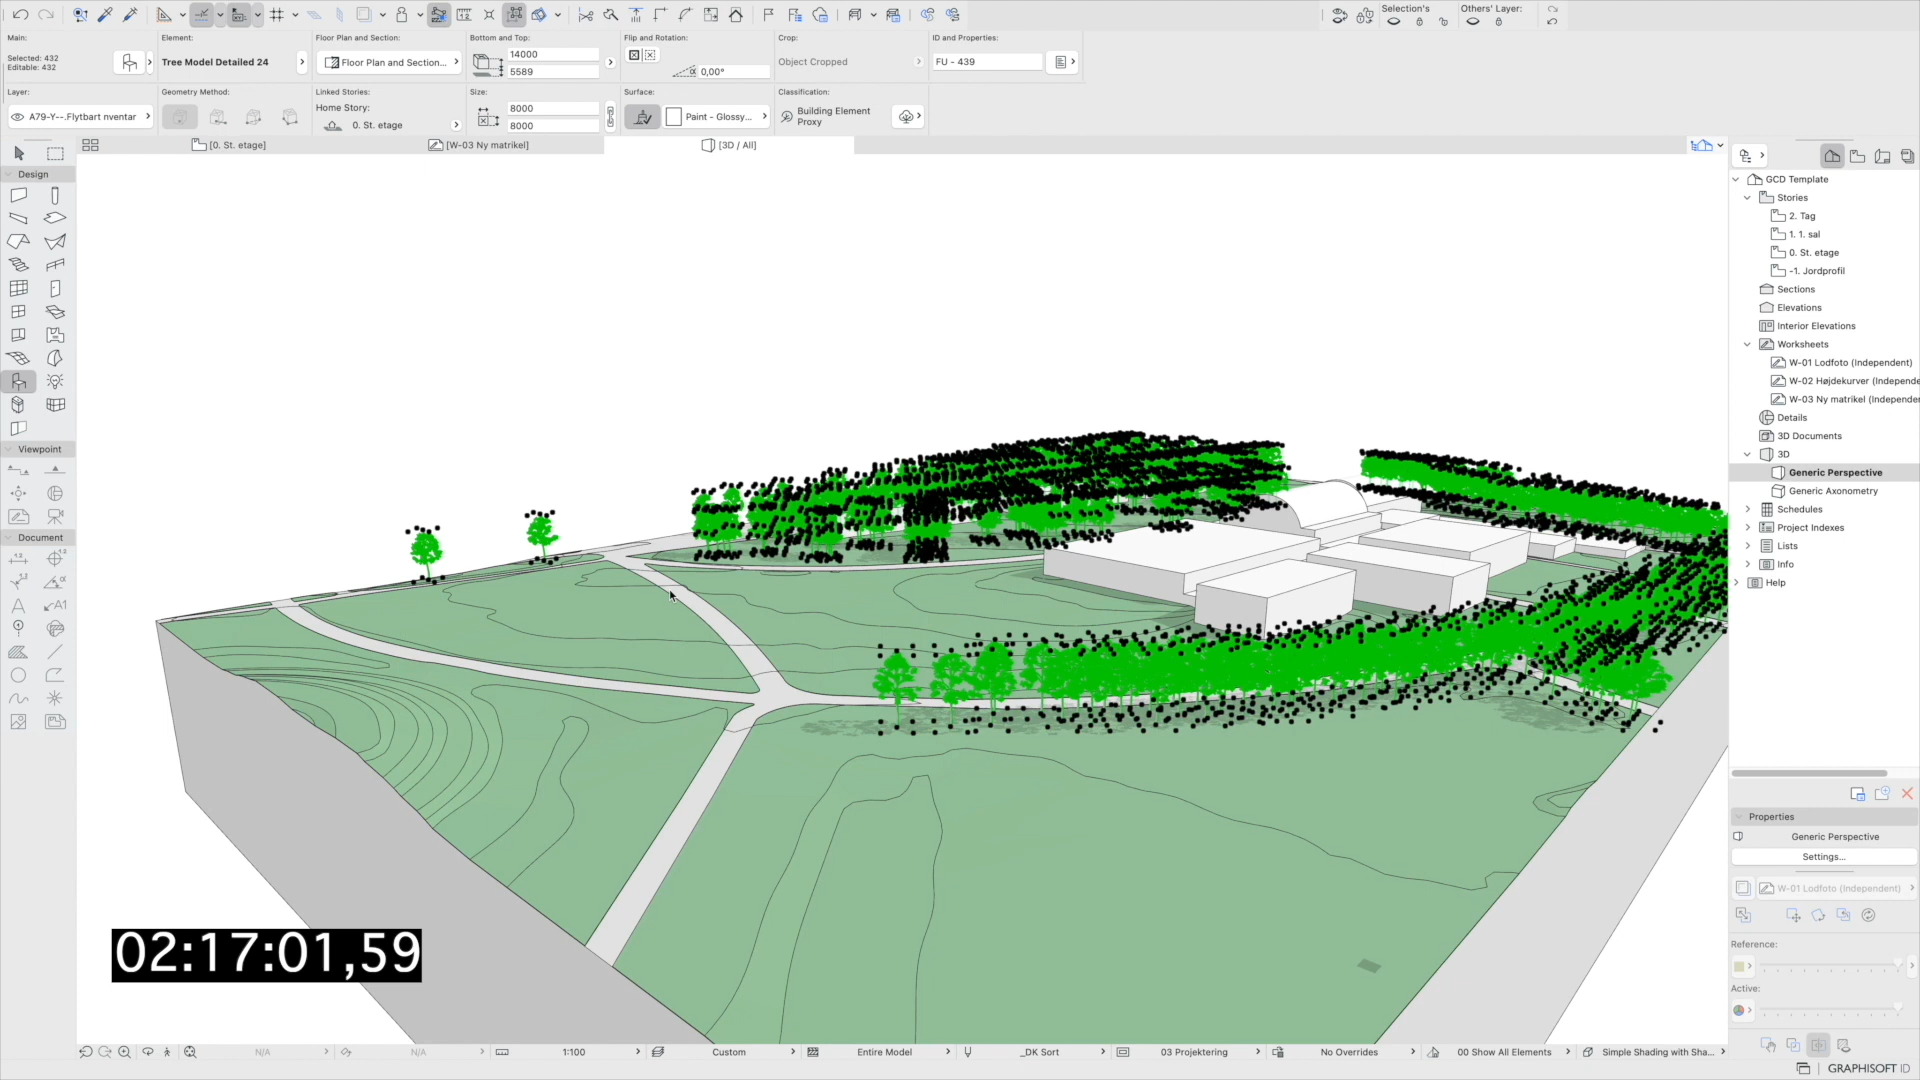 Selection's
Others' Layer:
Main:
Element:
Floor Plan and Section:
Bottom and Top:
Flip and Rotation:
Crop:
ID and Properties:
Selected: 432
Editable: 432
Tree Model Detailed 24
Floor Plan and Section...
14000
5589
0,00°
Object Cropped
FU - 439
Layer:
Geometry Method:
Linked Stories:
Size:
Surface:
Classification:
A79-Y--.Flytbart nventar
Home Story:
0. St. etage
8000
8000
Paint - Glossy...
Building Element
Proxy
[0. St. etage]
[W-03 Ny matrikel]
[3D / All]
Design
Viewpoint
Document
GCD Template
Stories
2. Tag
1. 1. sal
0. St. etage
-1. Jordprofil
Sections
Elevations
Interior Elevations
Worksheets
W-01 Lodfoto (Independent)
W-02 Højdekurver (Independe
W-03 Ny matrikel (Independen
Details
3D Documents
3D
Generic Perspective
Generic Axonometry
Schedules
Project Indexes
Lists
Info
Help
Properties
Generic Perspective
Settings...
W-01 Lodfoto (Independent)
Reference:
Active:
02:17:01,59
N/A
N/A
1:100
Custom
Entire Model
_DK Sort
03 Projektering
No Overrides
00 Show All Elements
Simple Shading with Sha...
GRAPHISOFT ID